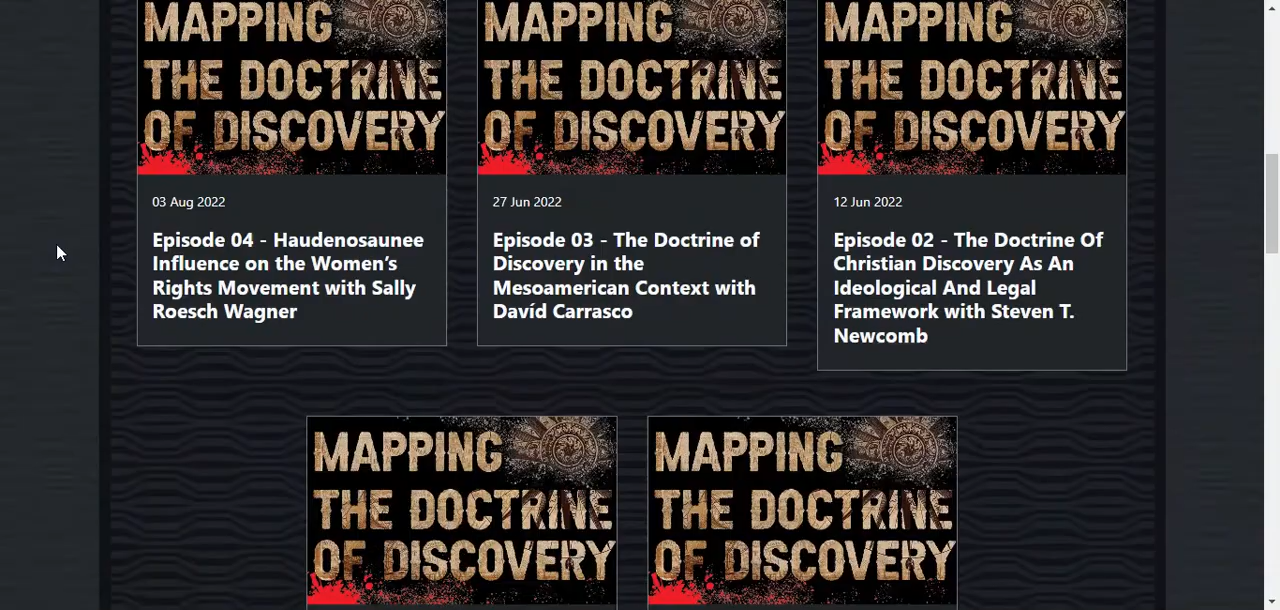 MAPPING
THE DOCTRINE
OF DISCOVERY
03 Aug 2022
Episode 04 - Haudenosaunee
Influence on the Women’s
Rights Movement with Sally
Roesch Wagner
MAPPING
THE DOCTRINE
OF DISCOVERY
27 Jun 2022
Episode 03 - The Doctrine of
Discovery in the
Mesoamerican Context with
Davíd Carrasco
MAPPING
THE DOCTRINE
OF DISCOVERY
12 Jun 2022
Episode 02 - The Doctrine Of
Christian Discovery As An
Ideological And Legal
Framework with Steven T.
Newcomb
MAPPING
THE DOCTRINE
OF DISCOVERY
MAPPING
THE DOCTRINE
OF DISCOVERY